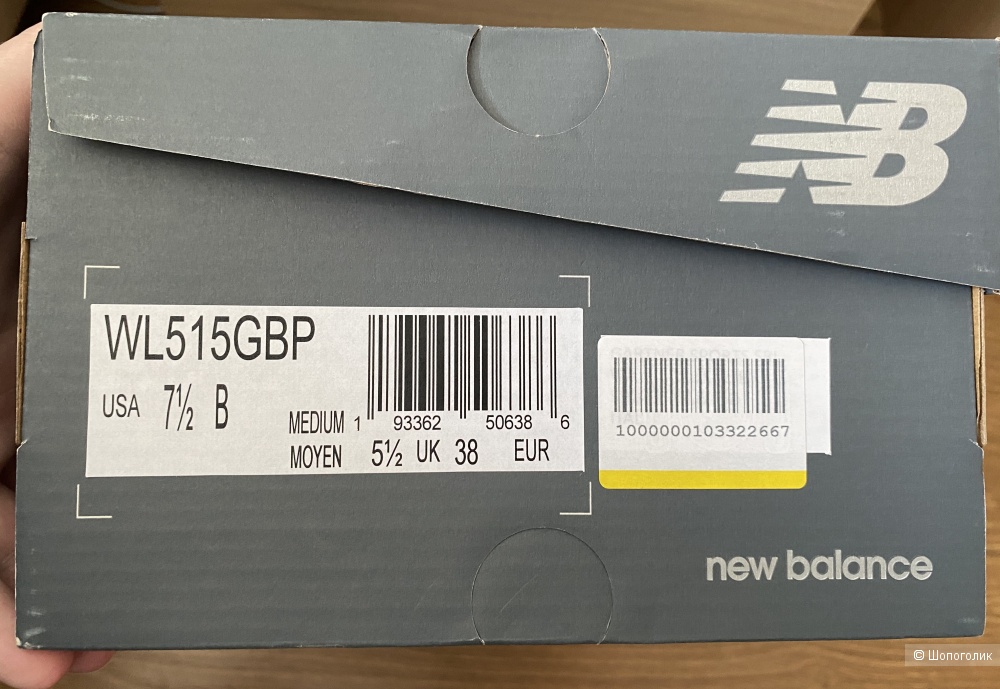 NB
WL515GBP
USA 7½ B
MEDIUM 1 93362 50638 6
MOYEN 5½ UK 38 EUR
1000000103322667
new balance
© Шопоголик